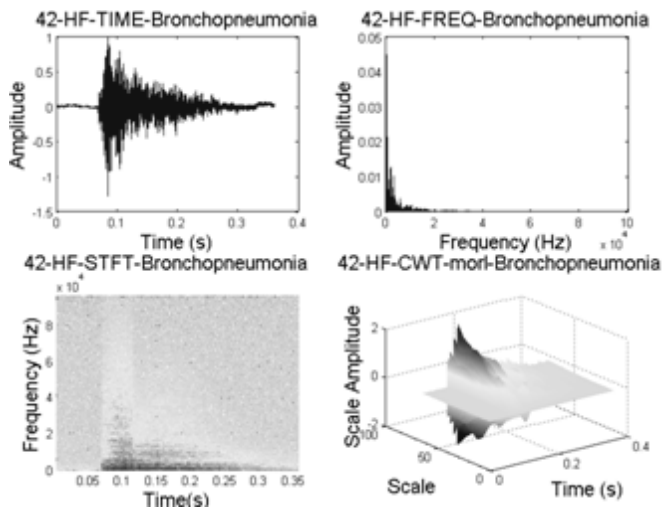 42-HF-TIME-Bronchopneumonia
1
0.5
0
-0.5
-1
-1.5
0
0.1
0.2
0.3
0.4
Amplitude
Time (s)
42-HF-FREQ-Bronchopneumonia
0.05
0.04
0.03
0.02
0.01
0
0
2
4
6
8
10
x 10^4
Amplitude
Frequency (Hz)
42-HF-STFT-Bronchopneumonia
x 10^4
8
6
4
2
0
0.05
0.1
0.15
0.2
0.25
0.3
0.35
Frequency (Hz)
Time(s)
42-HF-CWT-morl-Bronchopneumonia
2
0
-2
100
50
0
0
0.2
0.4
Scale Amplitude
Scale
Time (s)